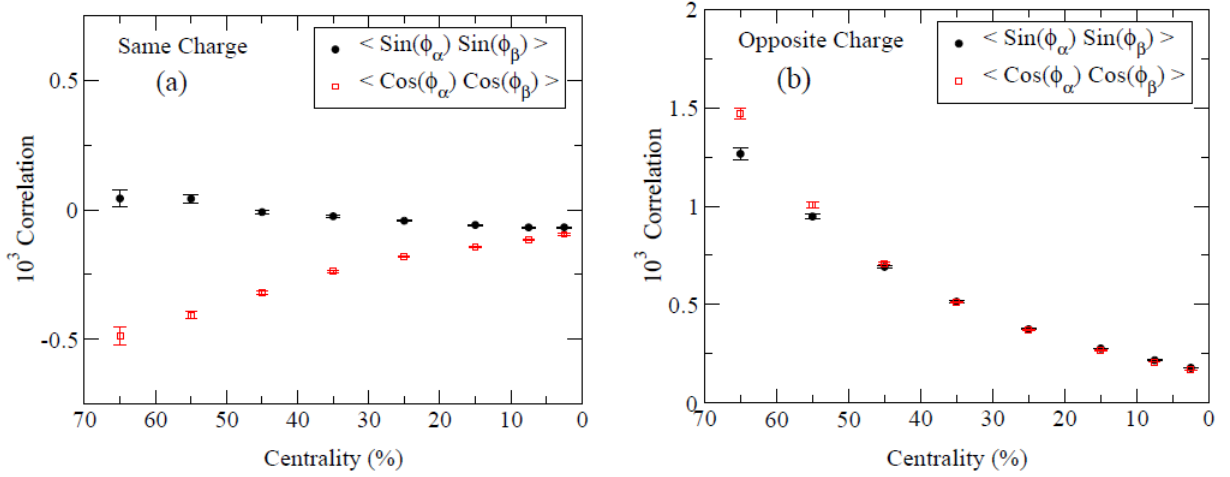 Same Charge
(a)
< Sin(ϕα) Sin(ϕβ) >
< Cos(ϕα) Cos(ϕβ) >
0.5
0
-0.5
10³ Correlation
70 60 50 40 30 20 10 0
Centrality (%)
Opposite Charge
(b)
< Sin(ϕα) Sin(ϕβ) >
< Cos(ϕα) Cos(ϕβ) >
2
1.5
1
0.5
0
10³ Correlation
70 60 50 40 30 20 10 0
Centrality (%)